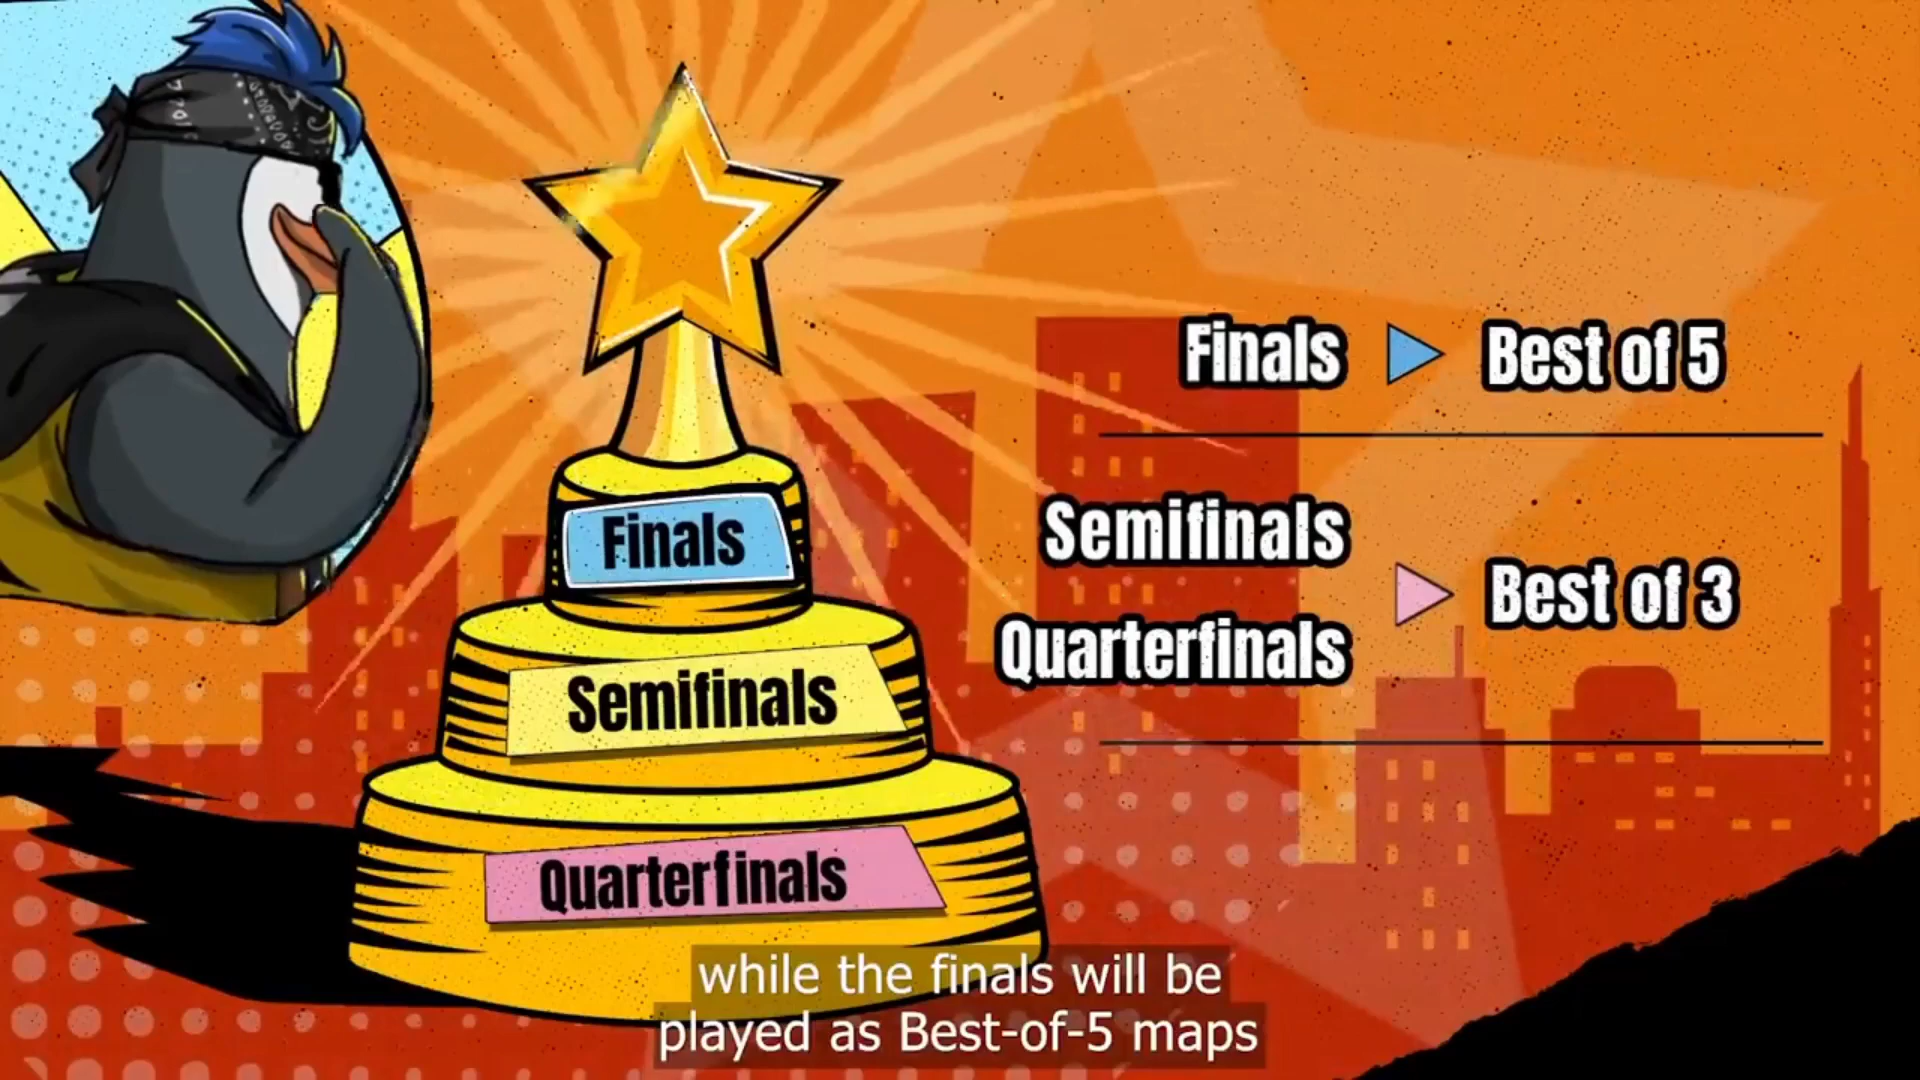 Finals
Best of 5
Semifinals
Quarterfinals
Best of 3
Finals
Semifinals
Quarterfinals
while the finals will be
played as Best-of-5 maps